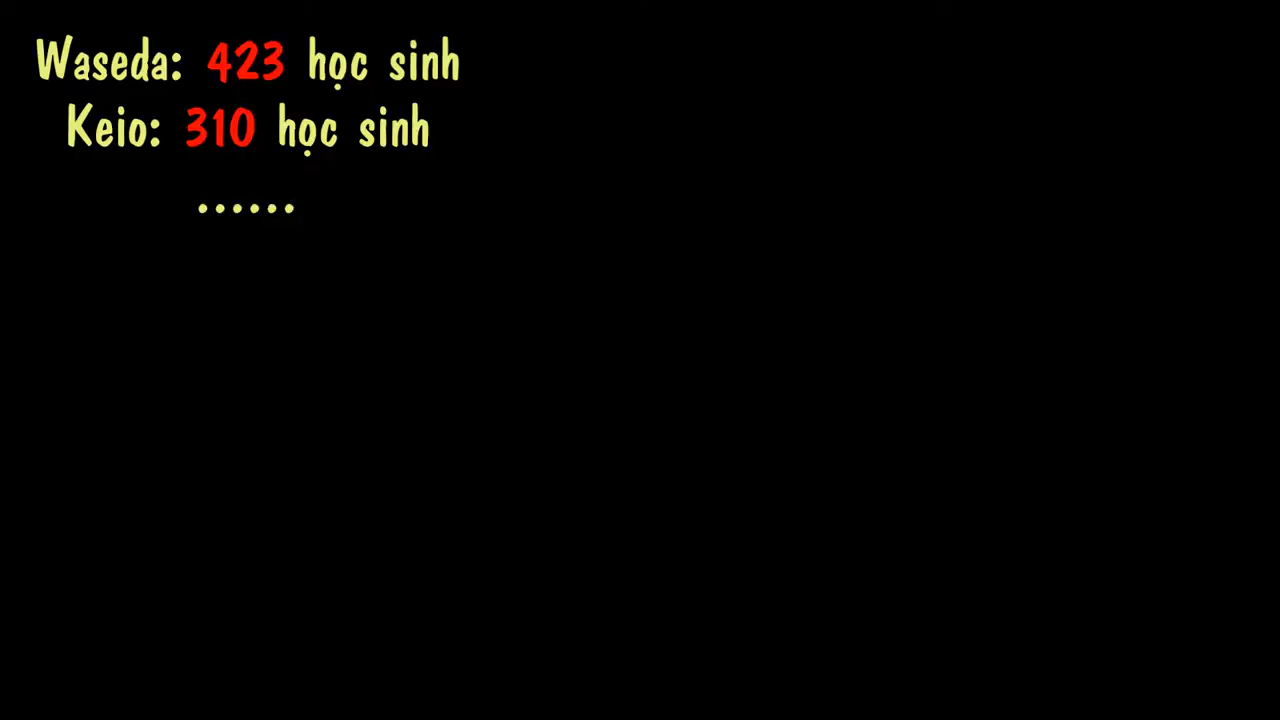 Waseda: 423 học sinh
Keio: 310 học sinh
......